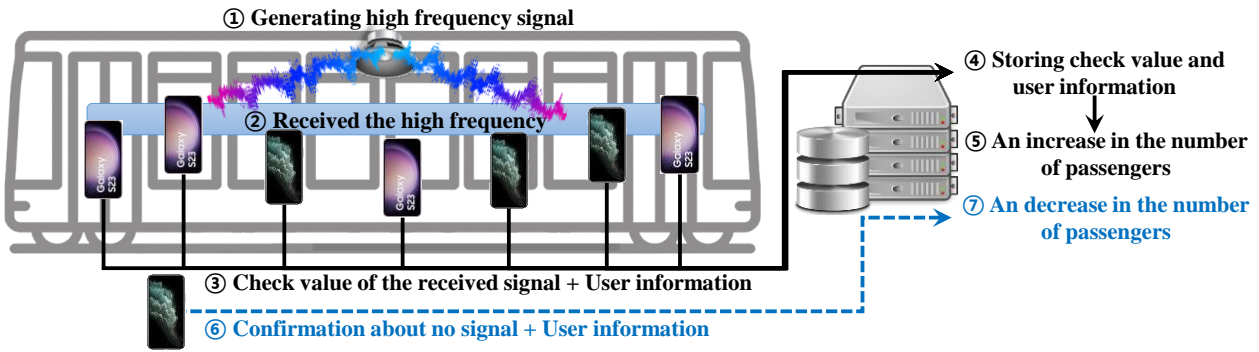 ① Generating high frequency signal
② Received the high frequency
Galaxy
S23
Galaxy
S23
Galaxy
S23
Galaxy
S23
③ Check value of the received signal + User information
④ Storing check value and
user information
⑤ An increase in the number
of passengers
⑥ Confirmation about no signal + User information
⑦ An decrease in the number
of passengers